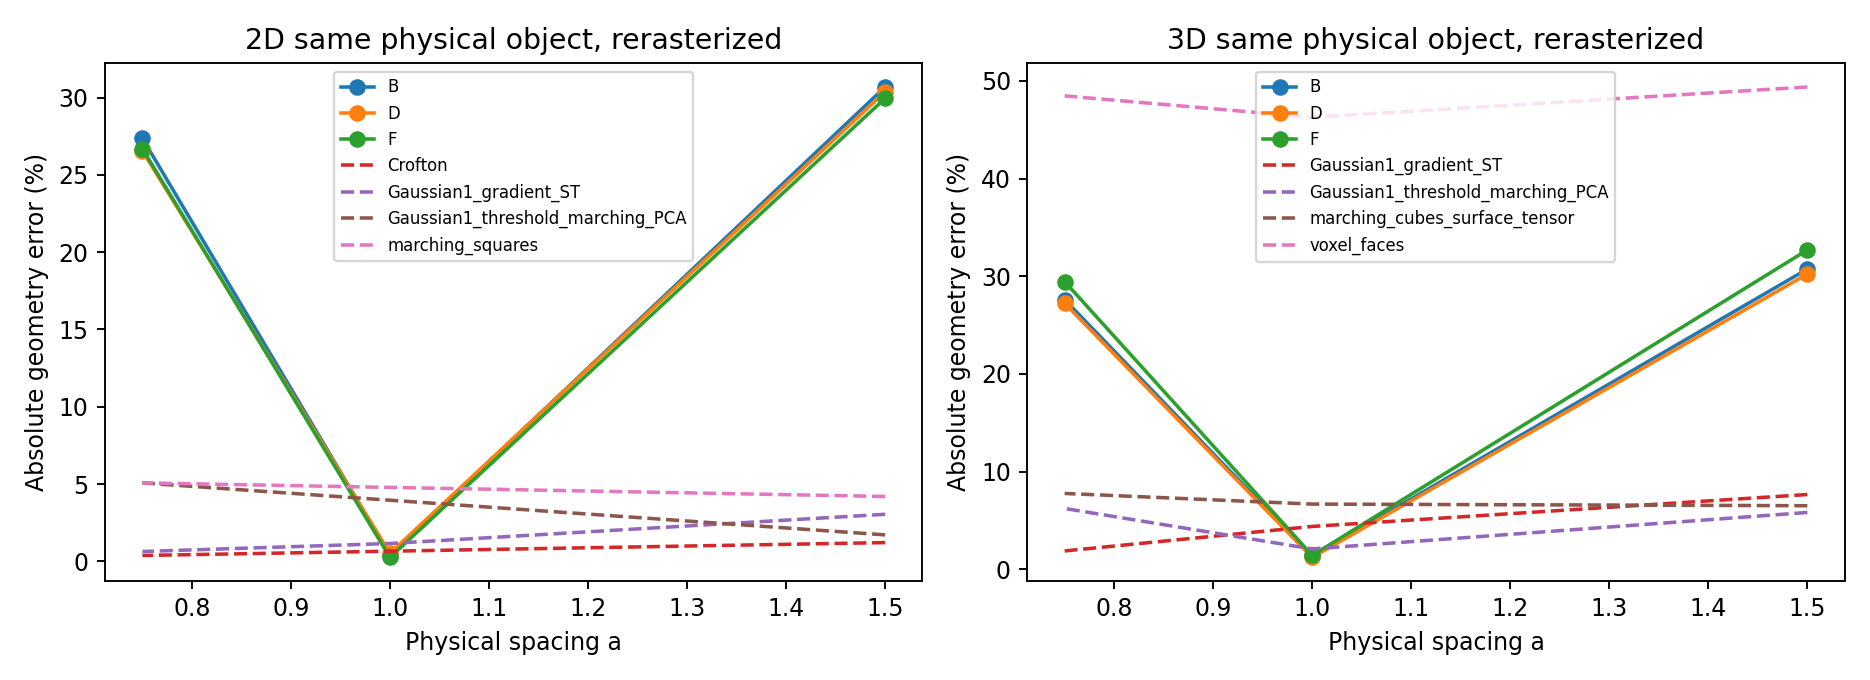 2D same physical object, rerasterized
Absolute geometry error (%)
30
25
20
15
10
5
0
B
D
F
Crofton
Gaussian1_gradient_ST
Gaussian1_threshold_marching_PCA
marching_squares
0.8 0.9 1.0 1.1 1.2 1.3 1.4 1.5
Physical spacing a
3D same physical object, rerasterized
Absolute geometry error (%)
50
40
30
20
10
0
B
D
F
Gaussian1_gradient_ST
Gaussian1_threshold_marching_PCA
marching_cubes_surface_tensor
voxel_faces
0.8 0.9 1.0 1.1 1.2 1.3 1.4 1.5
Physical spacing a